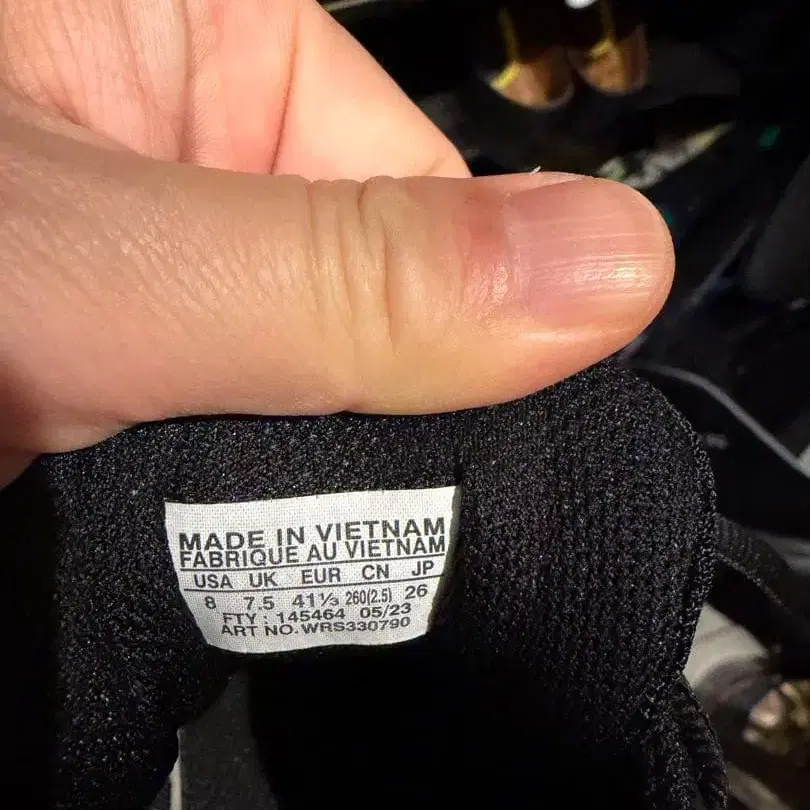 MADE IN VIETNAM
FABRIQUE AU VIETNAM
USA UK EUR CN JP
8 7.5 41⅓ 260(2.5) 26
FTY : 145464 05/23
ART NO. WRS330790